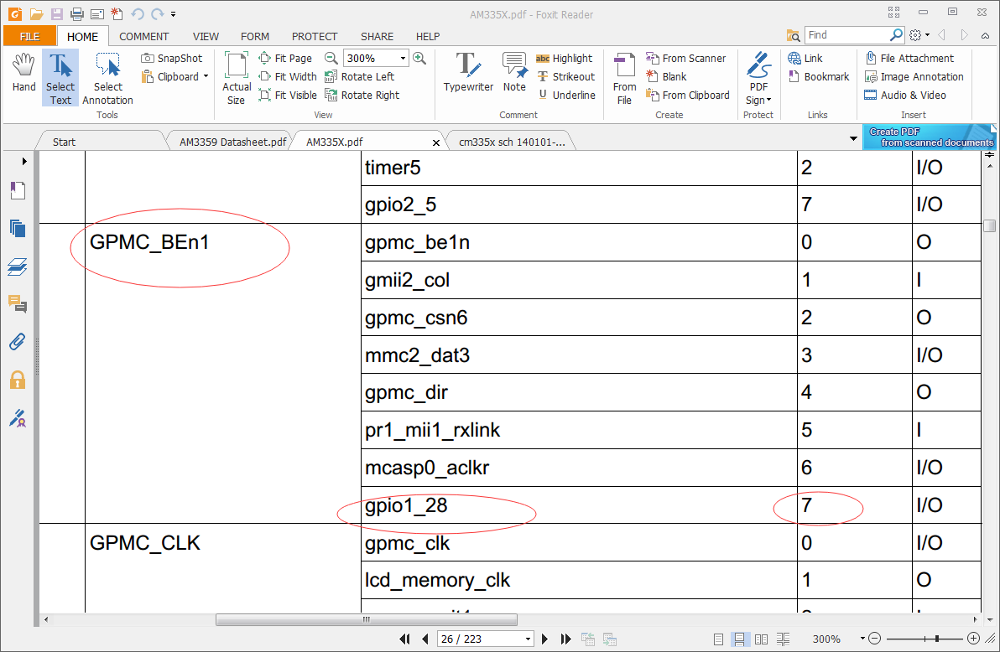 AM335X.pdf - Foxit Reader
FILE HOME COMMENT VIEW FORM PROTECT SHARE HELP Find
Hand
Select Text
Select Annotation
SnapShot
Clipboard
Tools
Actual Size
Fit Page
Fit Width
Fit Visible
300%
Rotate Left
Rotate Right
View
Typewriter
Note
abc Highlight
Strikeout
Underline
Comment
From File
From Scanner
Blank
From Clipboard
Create
PDF Sign
Protect
Link
Bookmark
Links
File Attachment
Image Annotation
Audio & Video
Insert
Start AM3359 Datasheet.pdf AM335X.pdf cm335x sch 140101-...
Create PDF
from scanned documents
timer5 2 I/O
gpio2_5 7 I/O
GPMC_BEn1 gpmc_be1n 0 O
gmii2_col 1 I
gpmc_csn6 2 O
mmc2_dat3 3 I/O
gpmc_dir 4 O
pr1_mii1_rxlink 5 I
mcasp0_aclkr 6 I/O
gpio1_28 7 I/O
GPMC_CLK gpmc_clk 0 I/O
lcd_memory_clk 1 O
26 / 223 300%